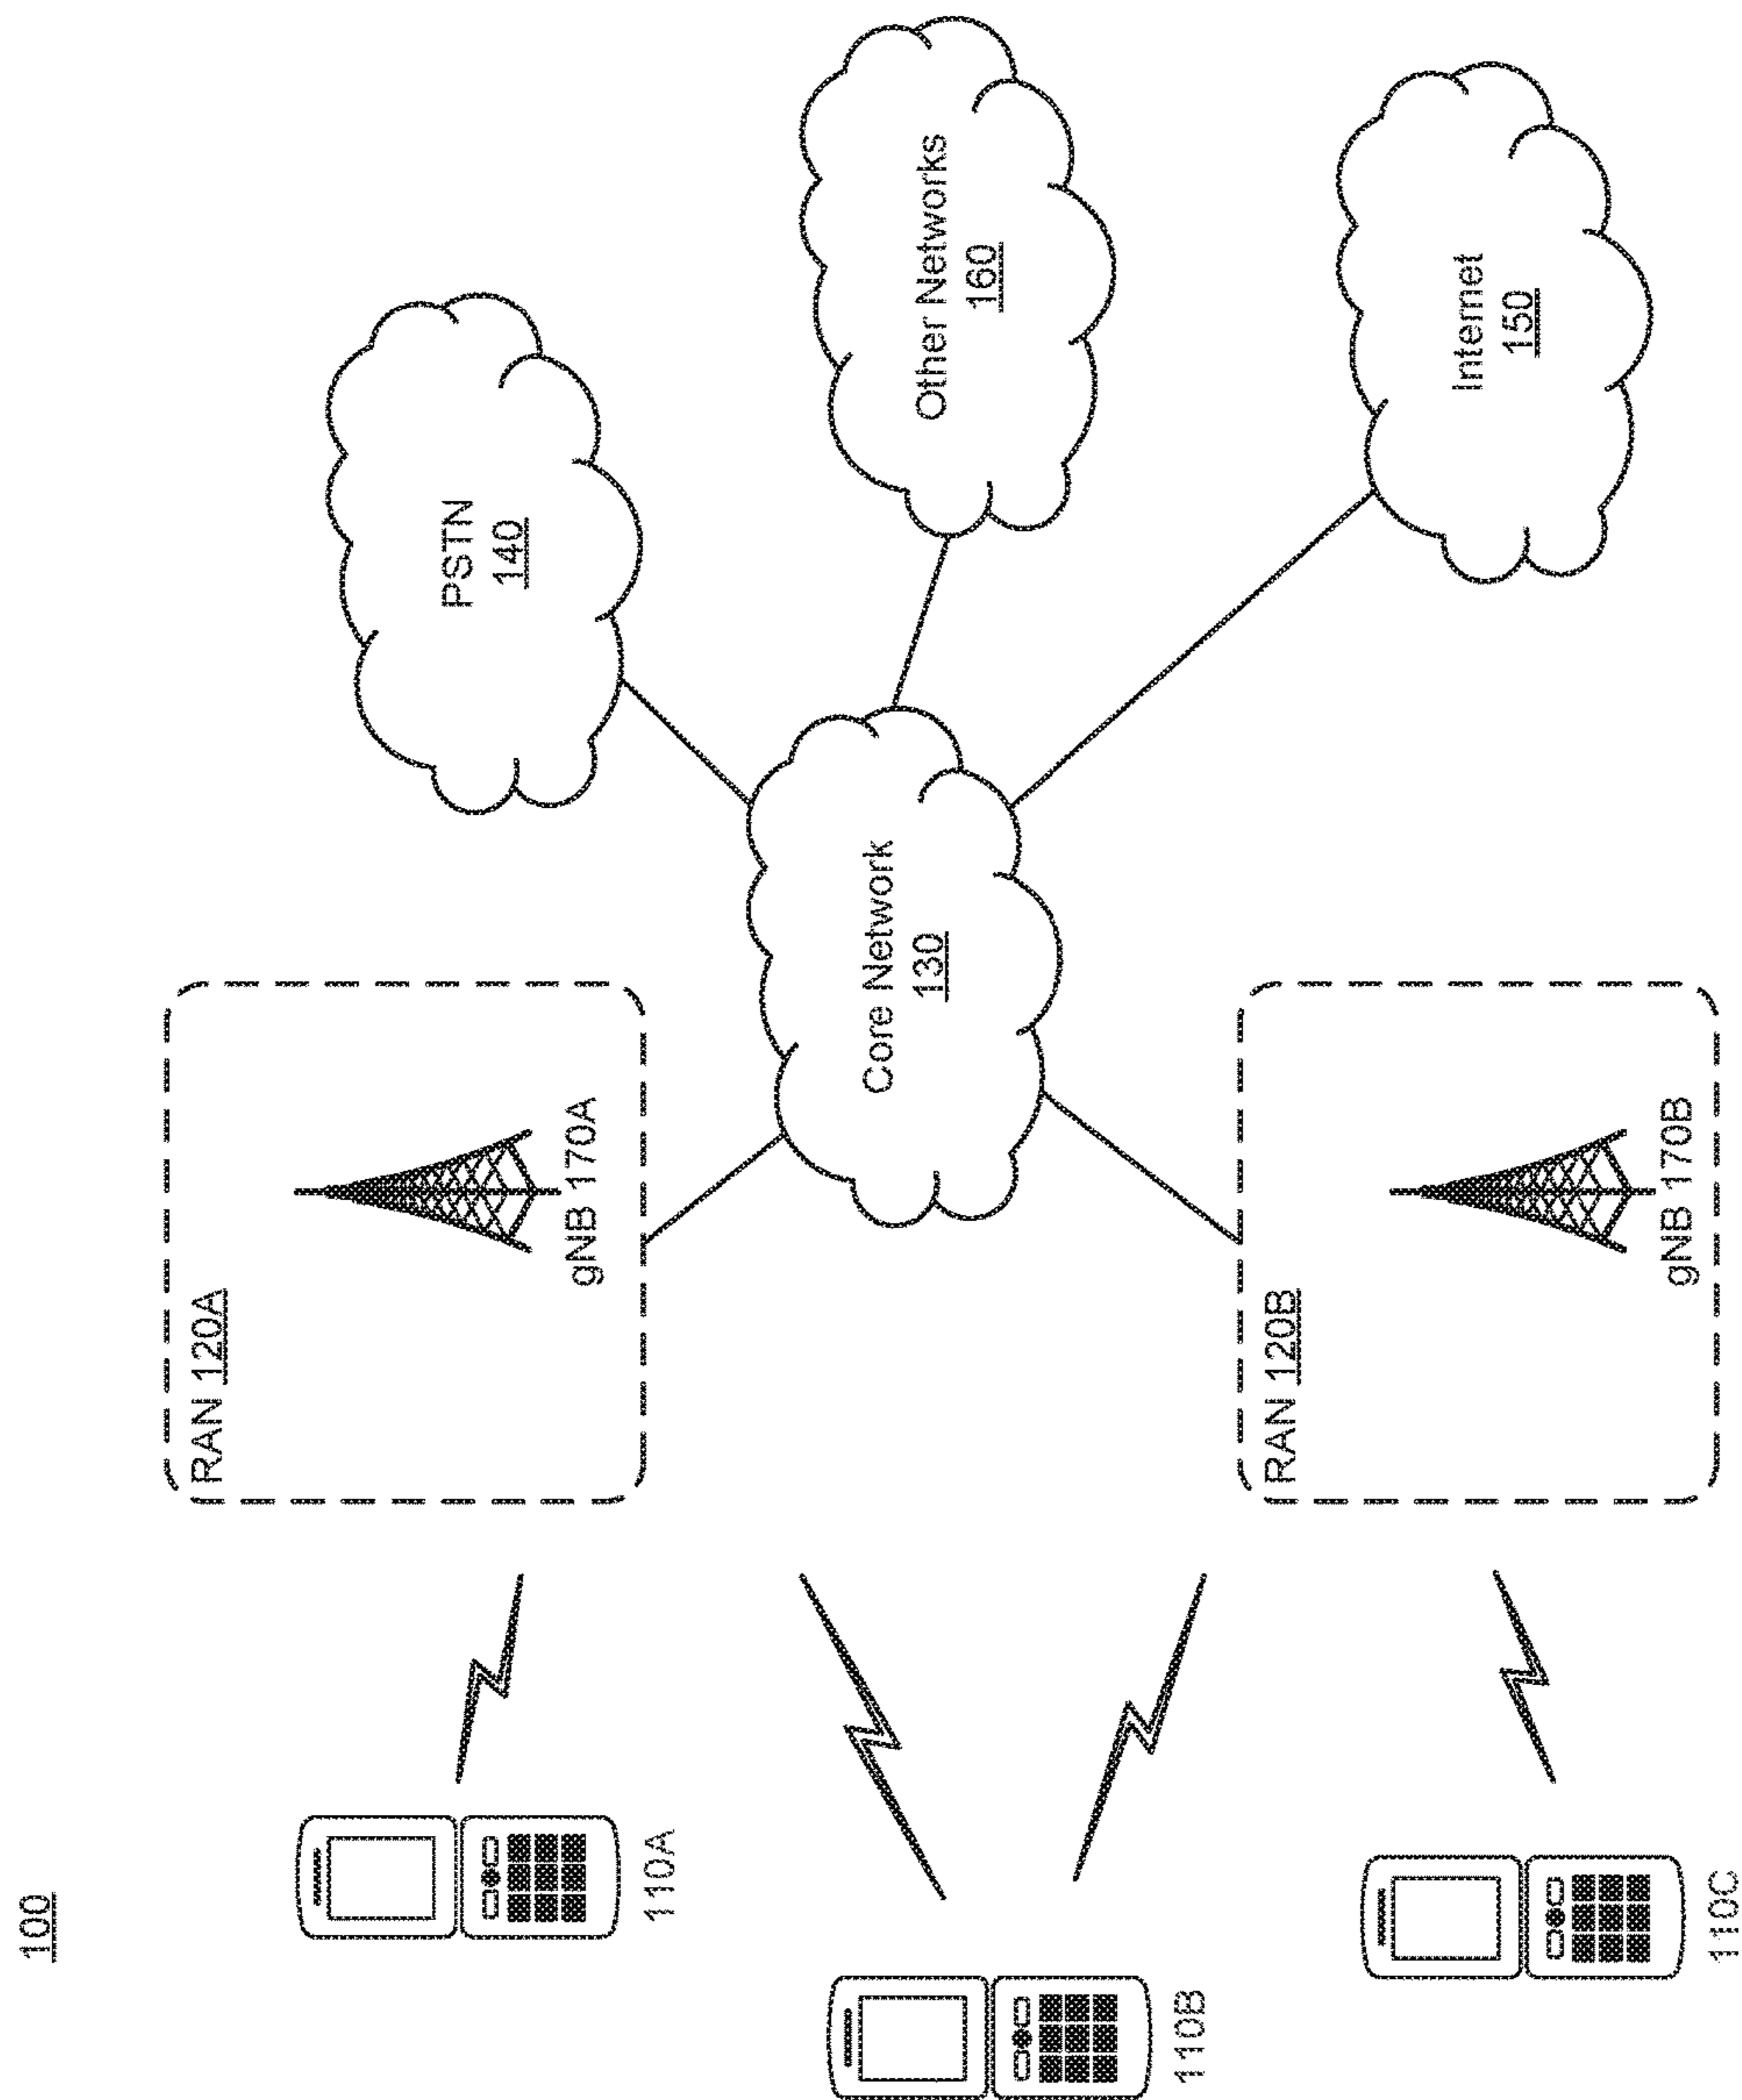 100
RAN 120A
gNB 170A
PSTN
140
110A
Core Network
130
Other Networks
160
110B
RAN 120B
gNB 170B
Internet
150
110C